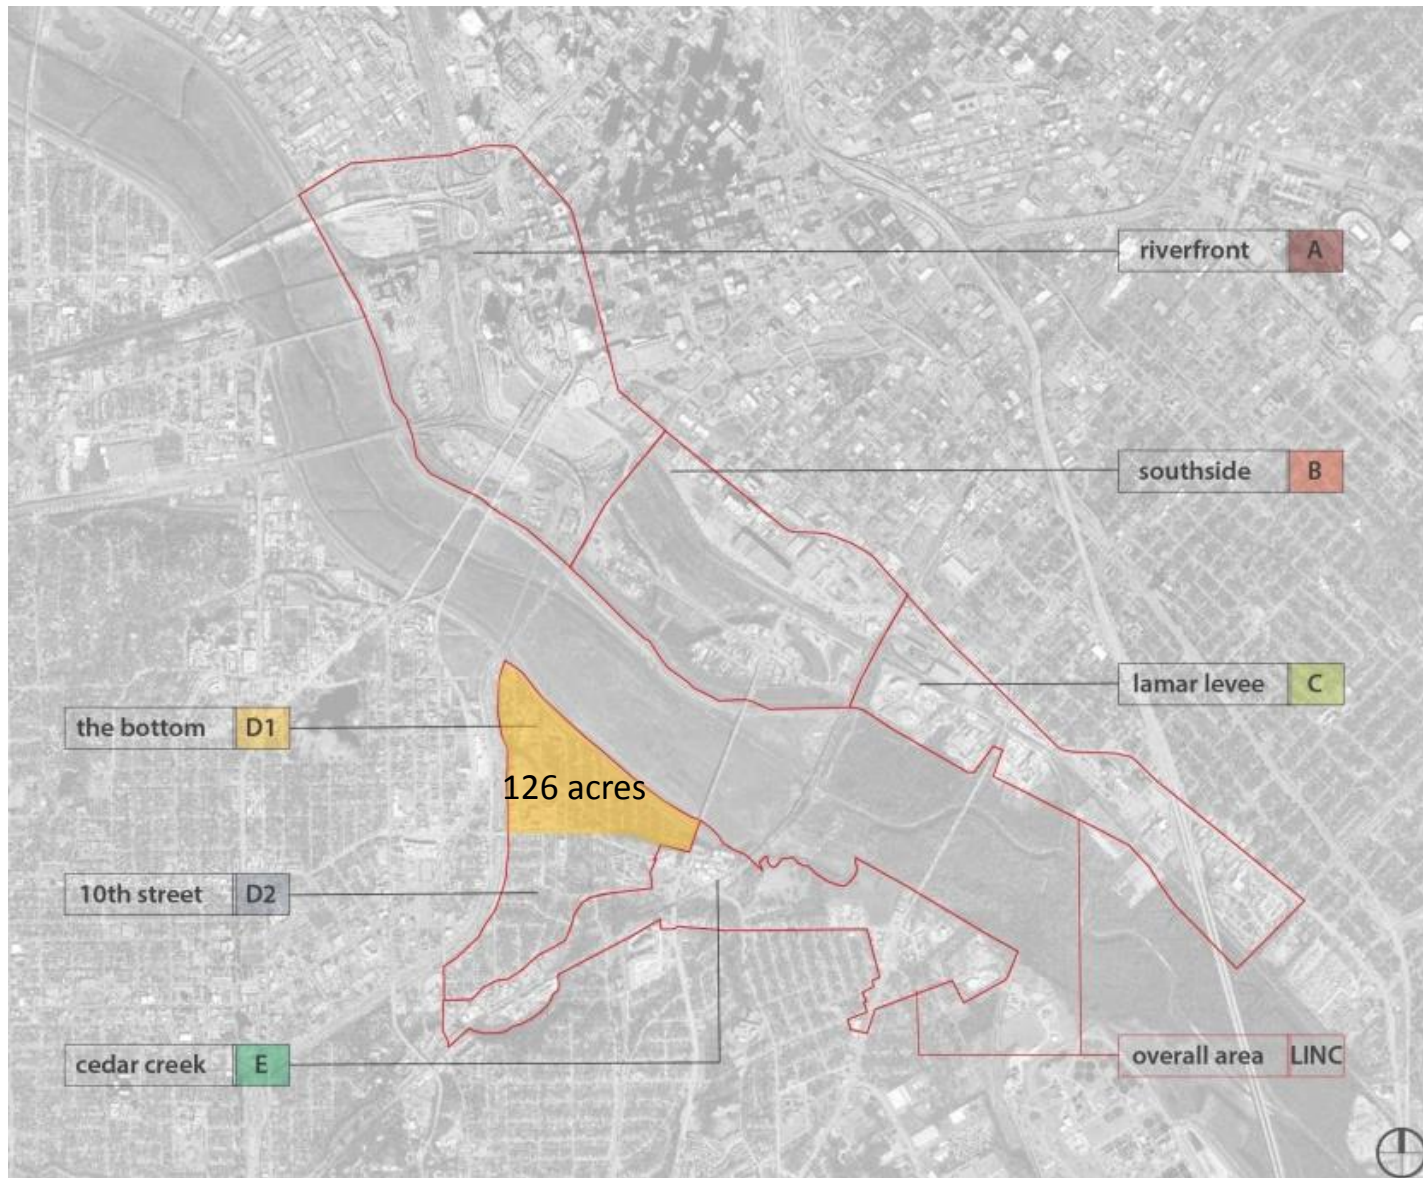 riverfront A
southside B
lamar levee C
the bottom D1
126 acres
10th street D2
cedar creek E
overall area LINC